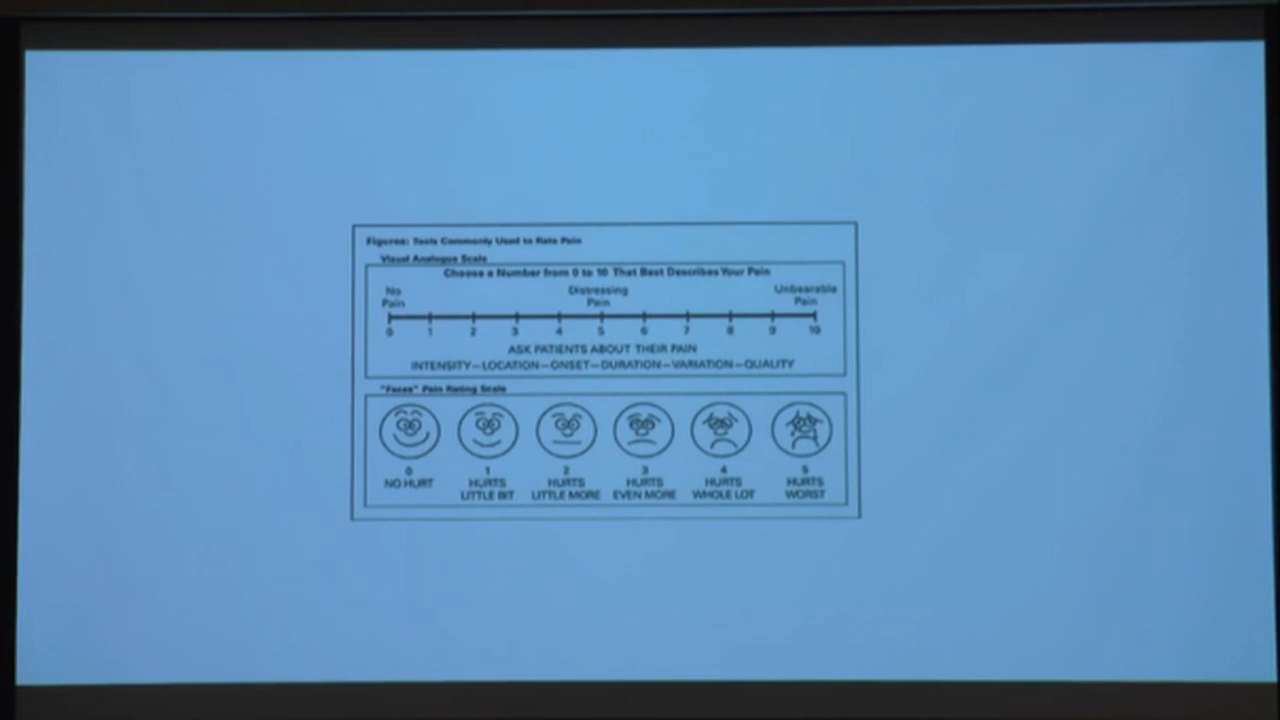 Figures: Tools Commonly Used to Rate Pain
Visual Analogue Scale
Choose a Number from 0 to 10 That Best Describes Your Pain
No Pain
Distressing Pain
Unbearable Pain
0 1 2 3 4 5 6 7 8 9 10
ASK PATIENTS ABOUT THEIR PAIN
INTENSITY–LOCATION–ONSET–DURATION–VARIATION–QUALITY
"Faces" Pain Rating Scale
0 1 2 3 4 5
NO HURT HURTS HURTS HURTS HURTS HURTS
LITTLE BIT LITTLE MORE EVEN MORE WHOLE LOT WORST